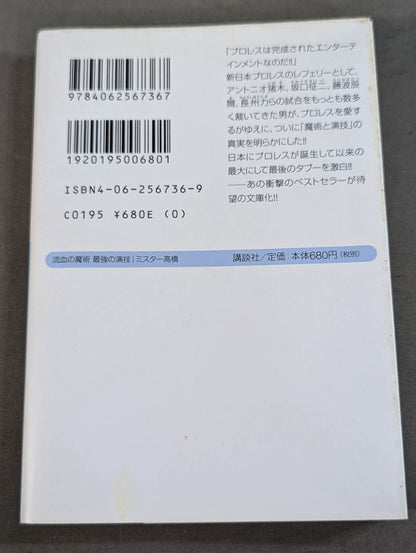 9784062567367
1920195006801
ISBN4-06-256736-9
C0195 ¥680E (0)
「プロレスは完成されたエンターテ
インメントなのだ!!」
新日本プロレスのレフェリーとして、
アントニオ猪木、坂口征二、藤波辰
爾、長州力らの試合をもっとも数多
く裁いてきた男が、プロレスを愛す
るがゆえに、ついに「魔術と演技」の
真実を明らかにした!!
日本にプロレスが誕生して以来の
最大にして最後のタブーを激白!!
――あの衝撃のベストセラーが待
望の文庫化!!
流血の魔術 最強の演技|ミスター高橋
講談社/定価:本体680円(税別)